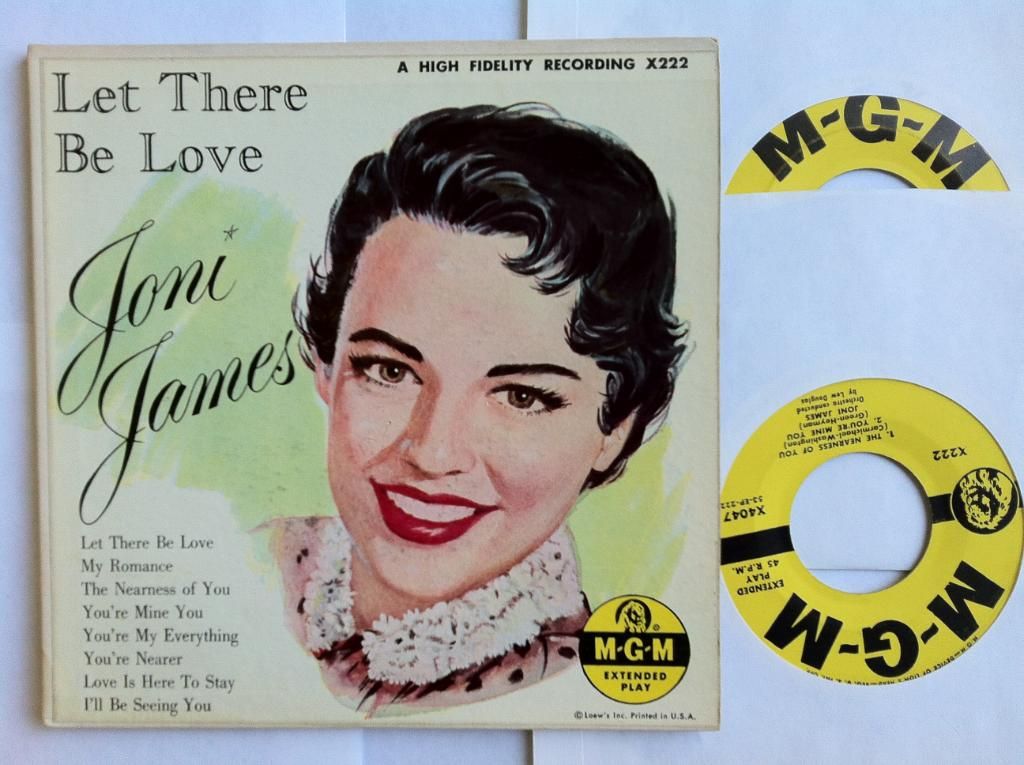 Let There
Be Love
A HIGH FIDELITY RECORDING X222
Joni
James
Let There Be Love
My Romance
The Nearness of You
You're Mine You
You're My Everything
You're Nearer
Love Is Here To Stay
I'll Be Seeing You
M-G-M
EXTENDED
PLAY
©Loew's Inc. Printed in U.S.A.
M-G-M
M-G-M
EXTENDED
PLAY
45 R.P.M.
X222
X4047
53-EP-222
1. THE NEARNESS OF YOU
(Carmichael-Washington)
2. YOU'RE MINE YOU
(Green-Heyman)
JONI JAMES
Orchestra conducted
by Lew Douglas